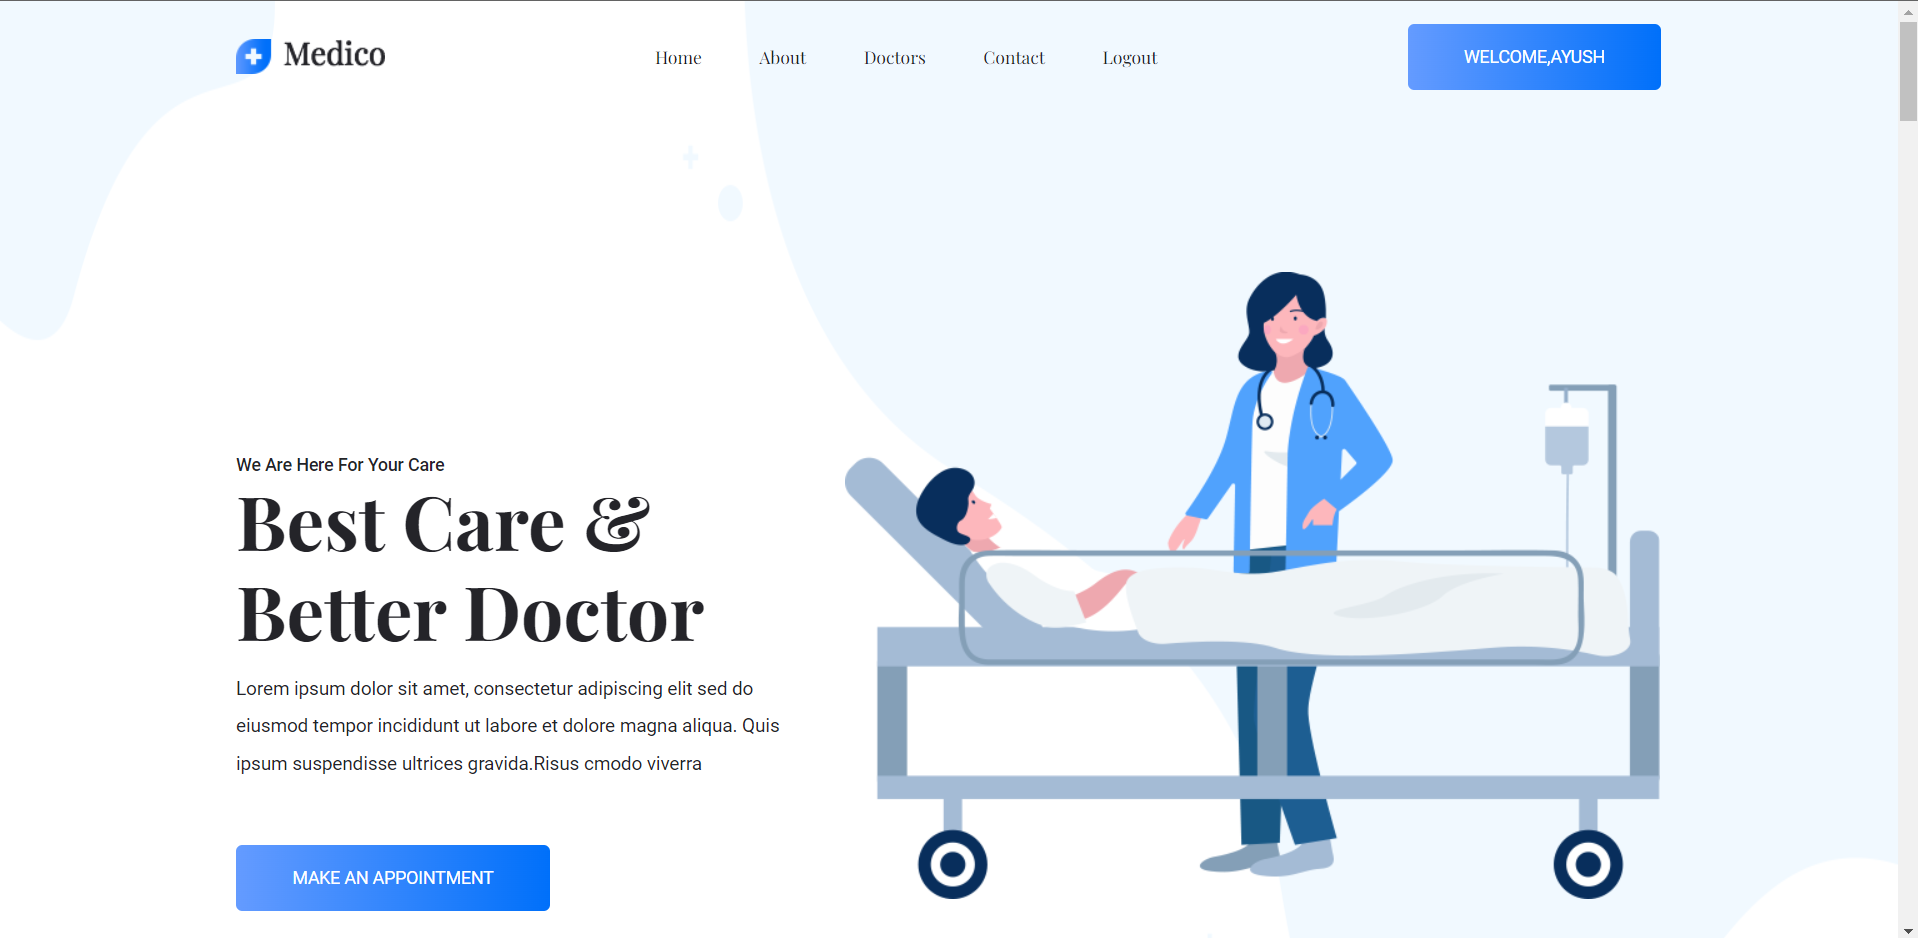 Medico
Home About Doctors Contact Logout
WELCOME,AYUSH
We Are Here For Your Care
Best Care &
Better Doctor
Lorem ipsum dolor sit amet, consectetur adipiscing elit sed do
eiusmod tempor incididunt ut labore et dolore magna aliqua. Quis
ipsum suspendisse ultrices gravida.Risus cmodo viverra
MAKE AN APPOINTMENT